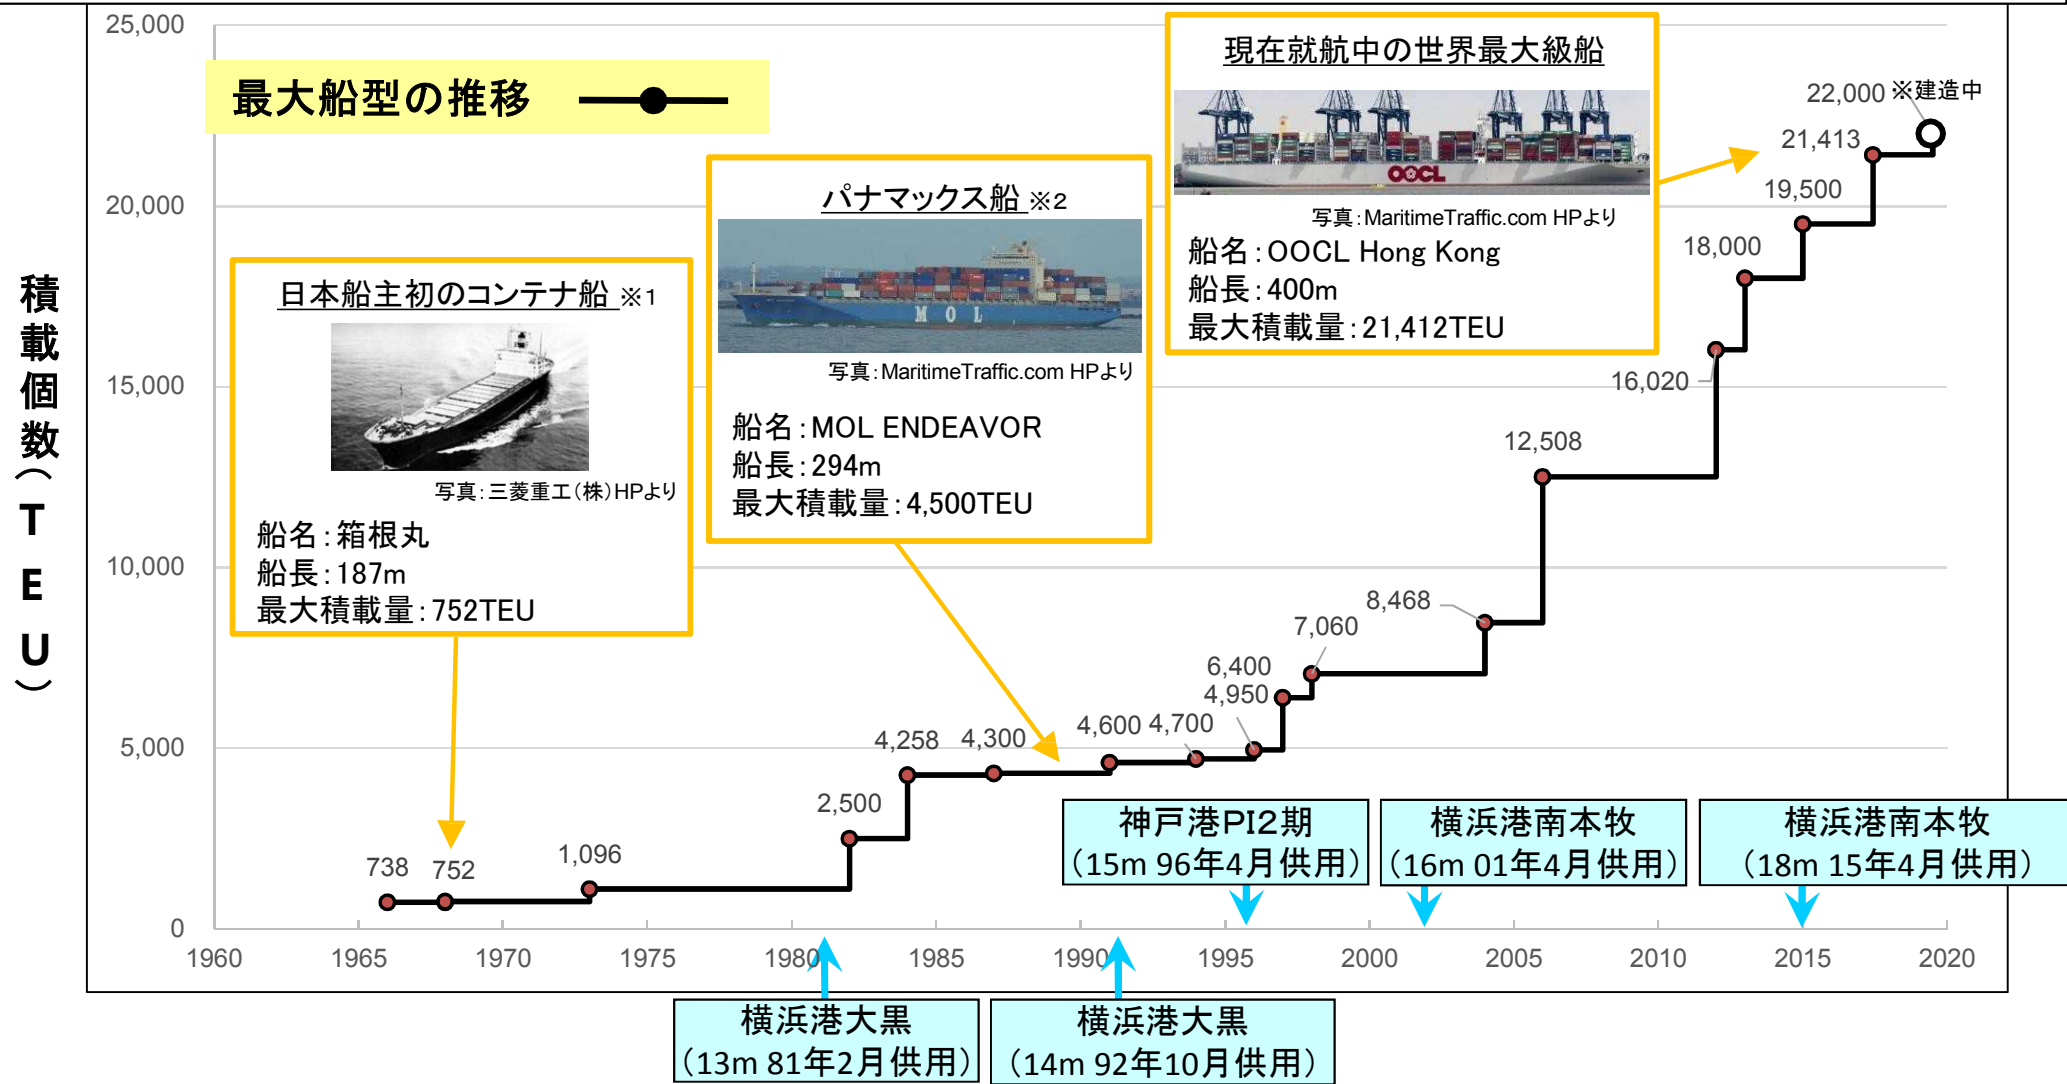 25,000
20,000
15,000
10,000
5,000
0
積載個数(TEU)
最大船型の推移
日本船主初のコンテナ船 ※1
写真:三菱重工(株)HPより
船名:箱根丸
船長:187m
最大積載量:752TEU
パナマックス船 ※2
MOL
写真:MaritimeTraffic.com HPより
船名:MOL ENDEAVOR
船長:294m
最大積載量:4,500TEU
現在就航中の世界最大級船
OOCL
写真:MaritimeTraffic.com HPより
船名:OOCL Hong Kong
船長:400m
最大積載量:21,412TEU
738
752
1,096
2,500
4,258
4,300
4,600
4,700
4,950
6,400
7,060
8,468
12,508
16,020
18,000
19,500
21,413
22,000 ※建造中
神戸港PI2期
(15m 96年4月供用)
横浜港南本牧
(16m 01年4月供用)
横浜港南本牧
(18m 15年4月供用)
1960
1965
1970
1975
1980
1985
1990
1995
2000
2005
2010
2015
2020
横浜港大黒
(13m 81年2月供用)
横浜港大黒
(14m 92年10月供用)